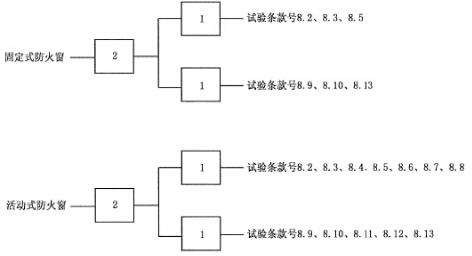 1
试验条款号8.2、8.3、8.5
固定式防火窗
2
1
试验条款号8.9、8.10、8.13
1
试验条款号8.2、8.3、8.4、8.5、8.6、8.7、8.8
活动式防火窗
2
1
试验条款号8.9、8.10、8.11、8.12、8.13